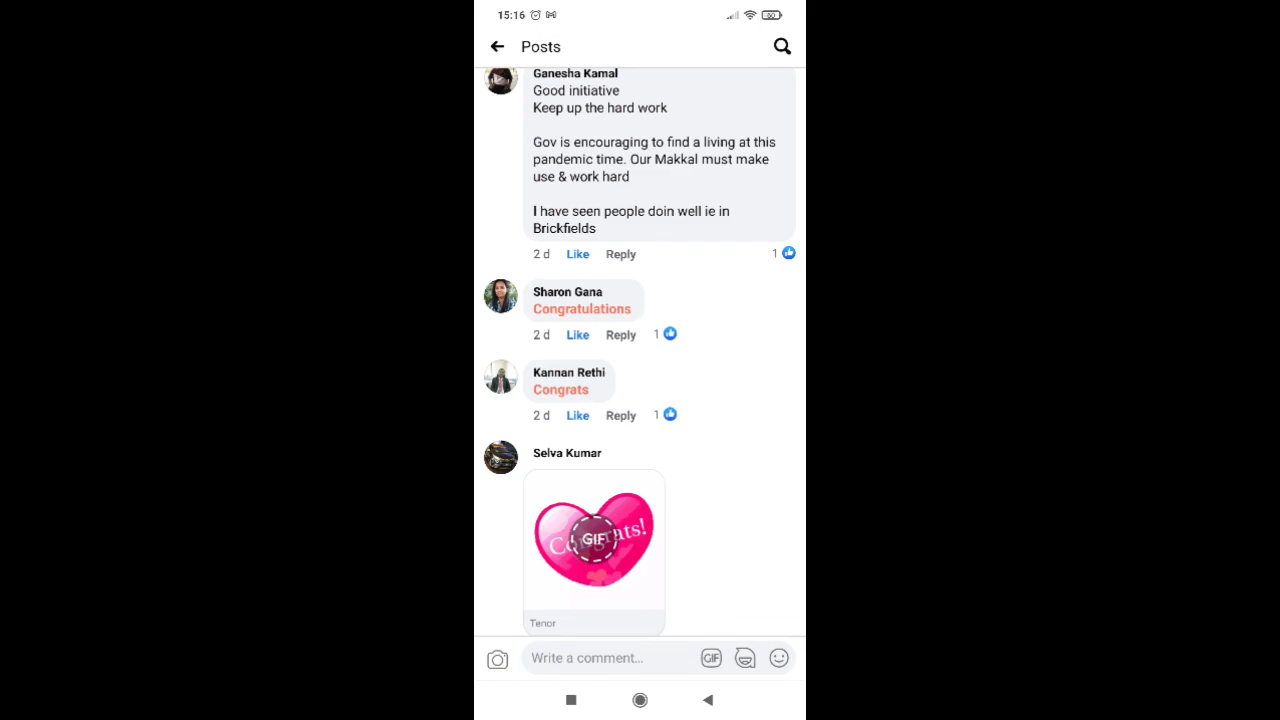 15:16
60
Posts
Ganesha Kamal
Good initiative
Keep up the hard work
Gov is encouraging to find a living at this
pandemic time. Our Makkal must make
use & work hard
I have seen people doin well ie in
Brickfields
2 d Like Reply 1
Sharon Gana
Congratulations
2 d Like Reply 1
Kannan Rethi
Congrats
2 d Like Reply 1
Selva Kumar
Congrats!
GIF
Tenor
Write a comment... GIF